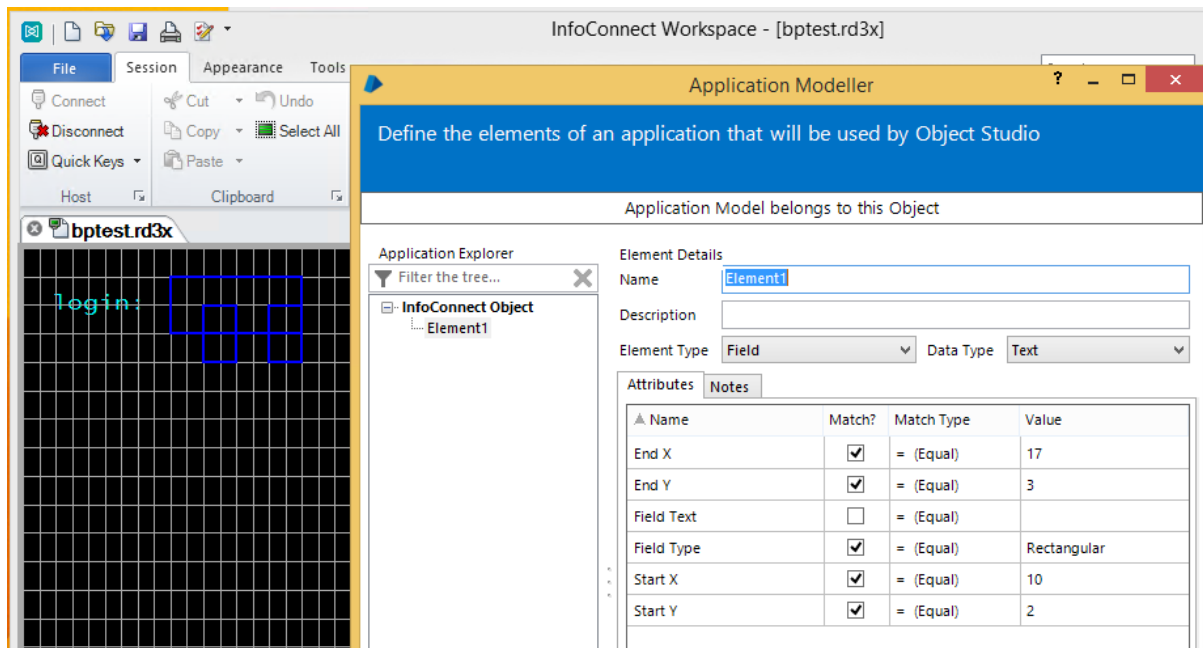 InfoConnect Workspace - [bptest.rd3x]
File Session Appearance Tools
Connect Cut Undo
Disconnect Copy Select All
Quick Keys Paste
Host Clipboard
bptest.rd3x
login:
Application Modeller ?
Define the elements of an application that will be used by Object Studio
Application Model belongs to this Object
Application Explorer
Filter the tree...
InfoConnect Object
Element1
Element Details
Name Element1
Description
Element Type Field Data Type Text
Attributes Notes
Name Match? Match Type Value
End X = (Equal) 17
End Y = (Equal) 3
Field Text = (Equal)
Field Type = (Equal) Rectangular
Start X = (Equal) 10
Start Y = (Equal) 2